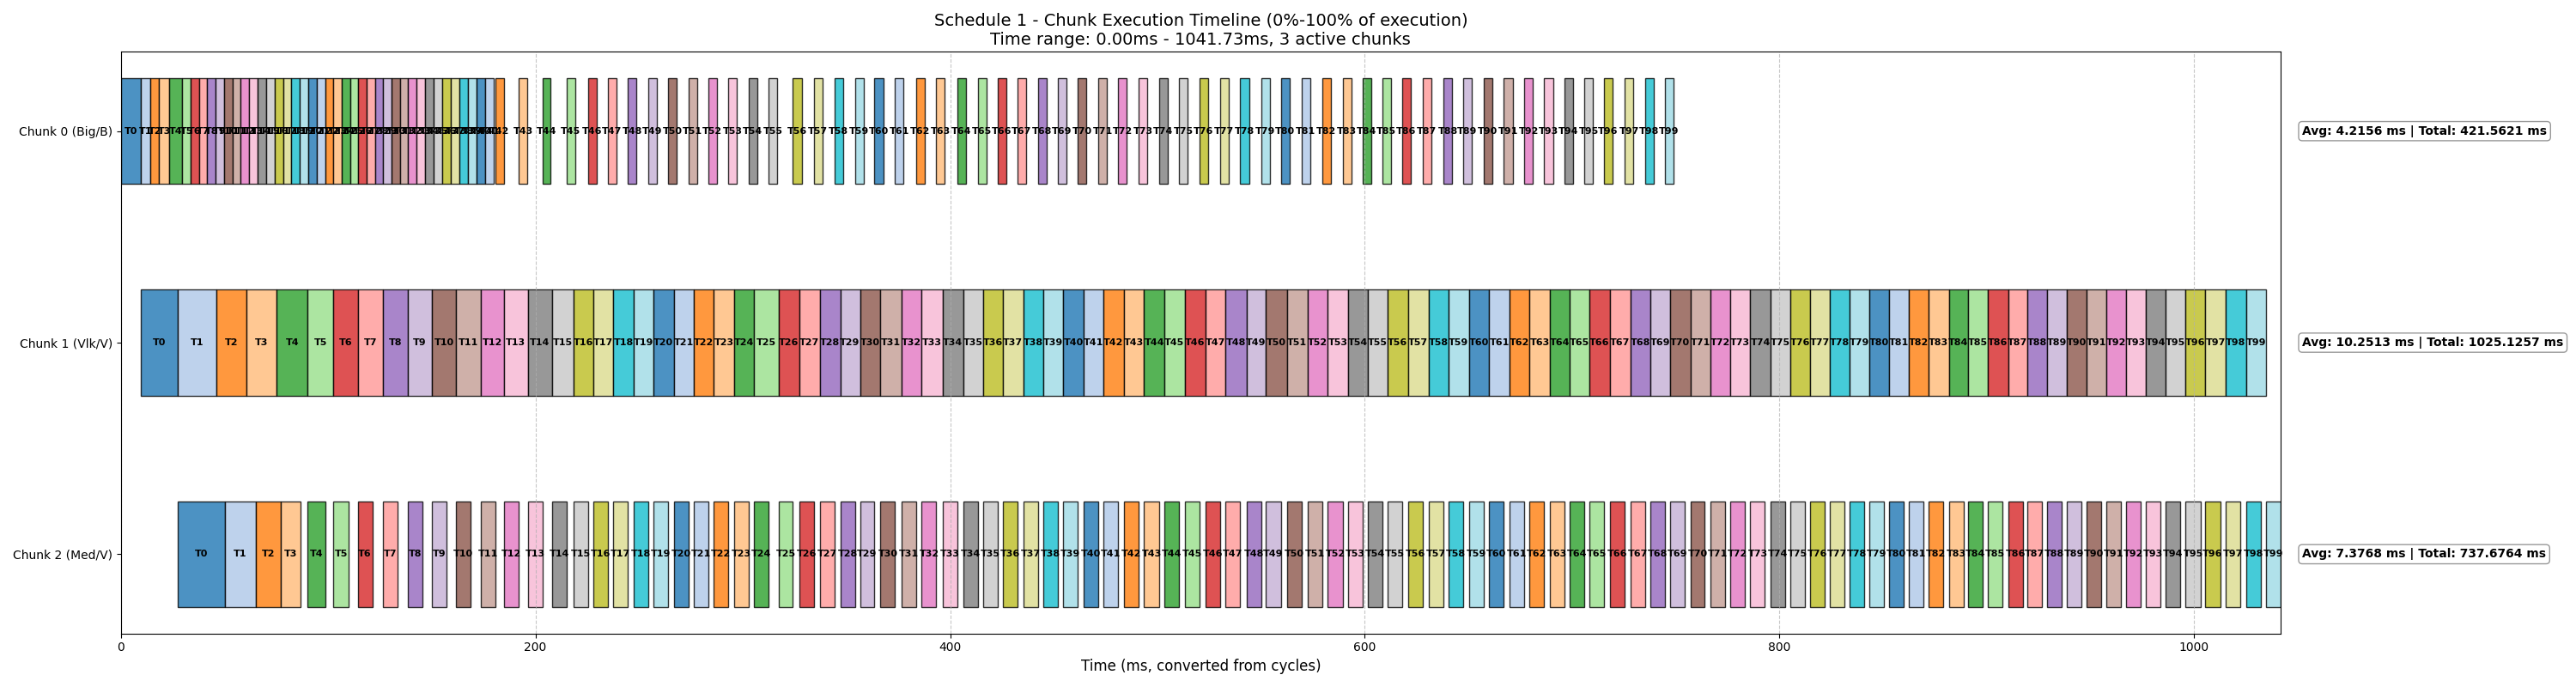 Schedule 1 - Chunk Execution Timeline (0%-100% of execution)
Time range: 0.00ms - 1041.73ms, 3 active chunks
Chunk 0 (Big/B)
T43 T44 T45 T46 T47 T48 T49 T50 T51 T52 T53 T54 T55 T56 T57 T58 T59 T60 T61 T62 T63 T64 T65 T66 T67 T68 T69 T70 T71 T72 T73 T74 T75 T76 T77 T78 T79 T80 T81 T82 T83 T84 T85 T86 T87 T88 T89 T90 T91 T92 T93 T94 T95 T96 T97 T98 T99
Avg: 4.2156 ms | Total: 421.5621 ms
Chunk 1 (Vlk/V)
T0 T1 T2 T3 T4 T5 T6 T7 T8 T9 T10 T11 T12 T13 T14 T15 T16 T17 T18 T19 T20 T21 T22 T23 T24 T25 T26 T27 T28 T29 T30 T31 T32 T33 T34 T35 T36 T37 T38 T39 T40 T41 T42 T43 T44 T45 T46 T47 T48 T49 T50 T51 T52 T53 T54 T55 T56 T57 T58 T59 T60 T61 T62 T63 T64 T65 T66 T67 T68 T69 T70 T71 T72 T73 T74 T75 T76 T77 T78 T79 T80 T81 T82 T83 T84 T85 T86 T87 T88 T89 T90 T91 T92 T93 T94 T95 T96 T97 T98 T99
Avg: 10.2513 ms | Total: 1025.1257 ms
Chunk 2 (Med/V)
T0 T1 T2 T3 T4 T5 T6 T7 T8 T9 T10 T11 T12 T13 T14 T15 T16 T17 T18 T19 T20 T21 T22 T23 T24 T25 T26 T27 T28 T29 T30 T31 T32 T33 T34 T35 T36 T37 T38 T39 T40 T41 T42 T43 T44 T45 T46 T47 T48 T49 T50 T51 T52 T53 T54 T55 T56 T57 T58 T59 T60 T61 T62 T63 T64 T65 T66 T67 T68 T69 T70 T71 T72 T73 T74 T75 T76 T77 T78 T79 T80 T81 T82 T83 T84 T85 T86 T87 T88 T89 T90 T91 T92 T93 T94 T95 T96 T97 T98 T99
Avg: 7.3768 ms | Total: 737.6764 ms
0 200 400 600 800 1000
Time (ms, converted from cycles)